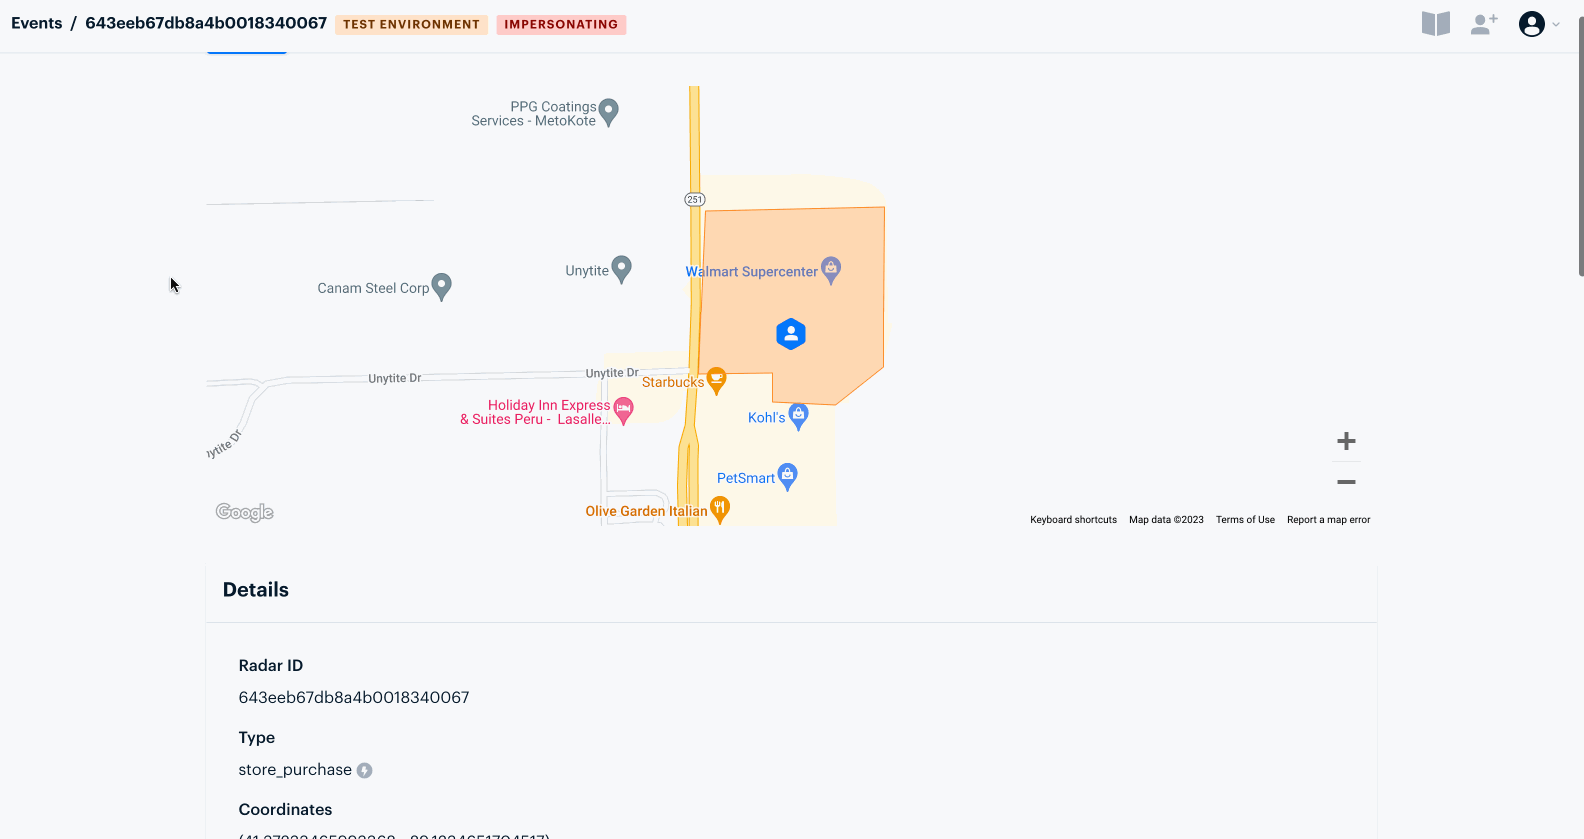 Events / 643eeb67db8a4b0018340067 TEST ENVIRONMENT IMPERSONATING
PPG Coatings
Services - MetoKote
251
Unytite
Walmart Supercenter
Canam Steel Corp
Unytite Dr
Unytite Dr
Starbucks
Holiday Inn Express
& Suites Peru - Lasalle...
Kohl's
ytite Dr
PetSmart
Olive Garden Italian
Google
Keyboard shortcuts Map data ©2023 Terms of Use Report a map error
Details
Radar ID
643eeb67db8a4b0018340067
Type
store_purchase
Coordinates